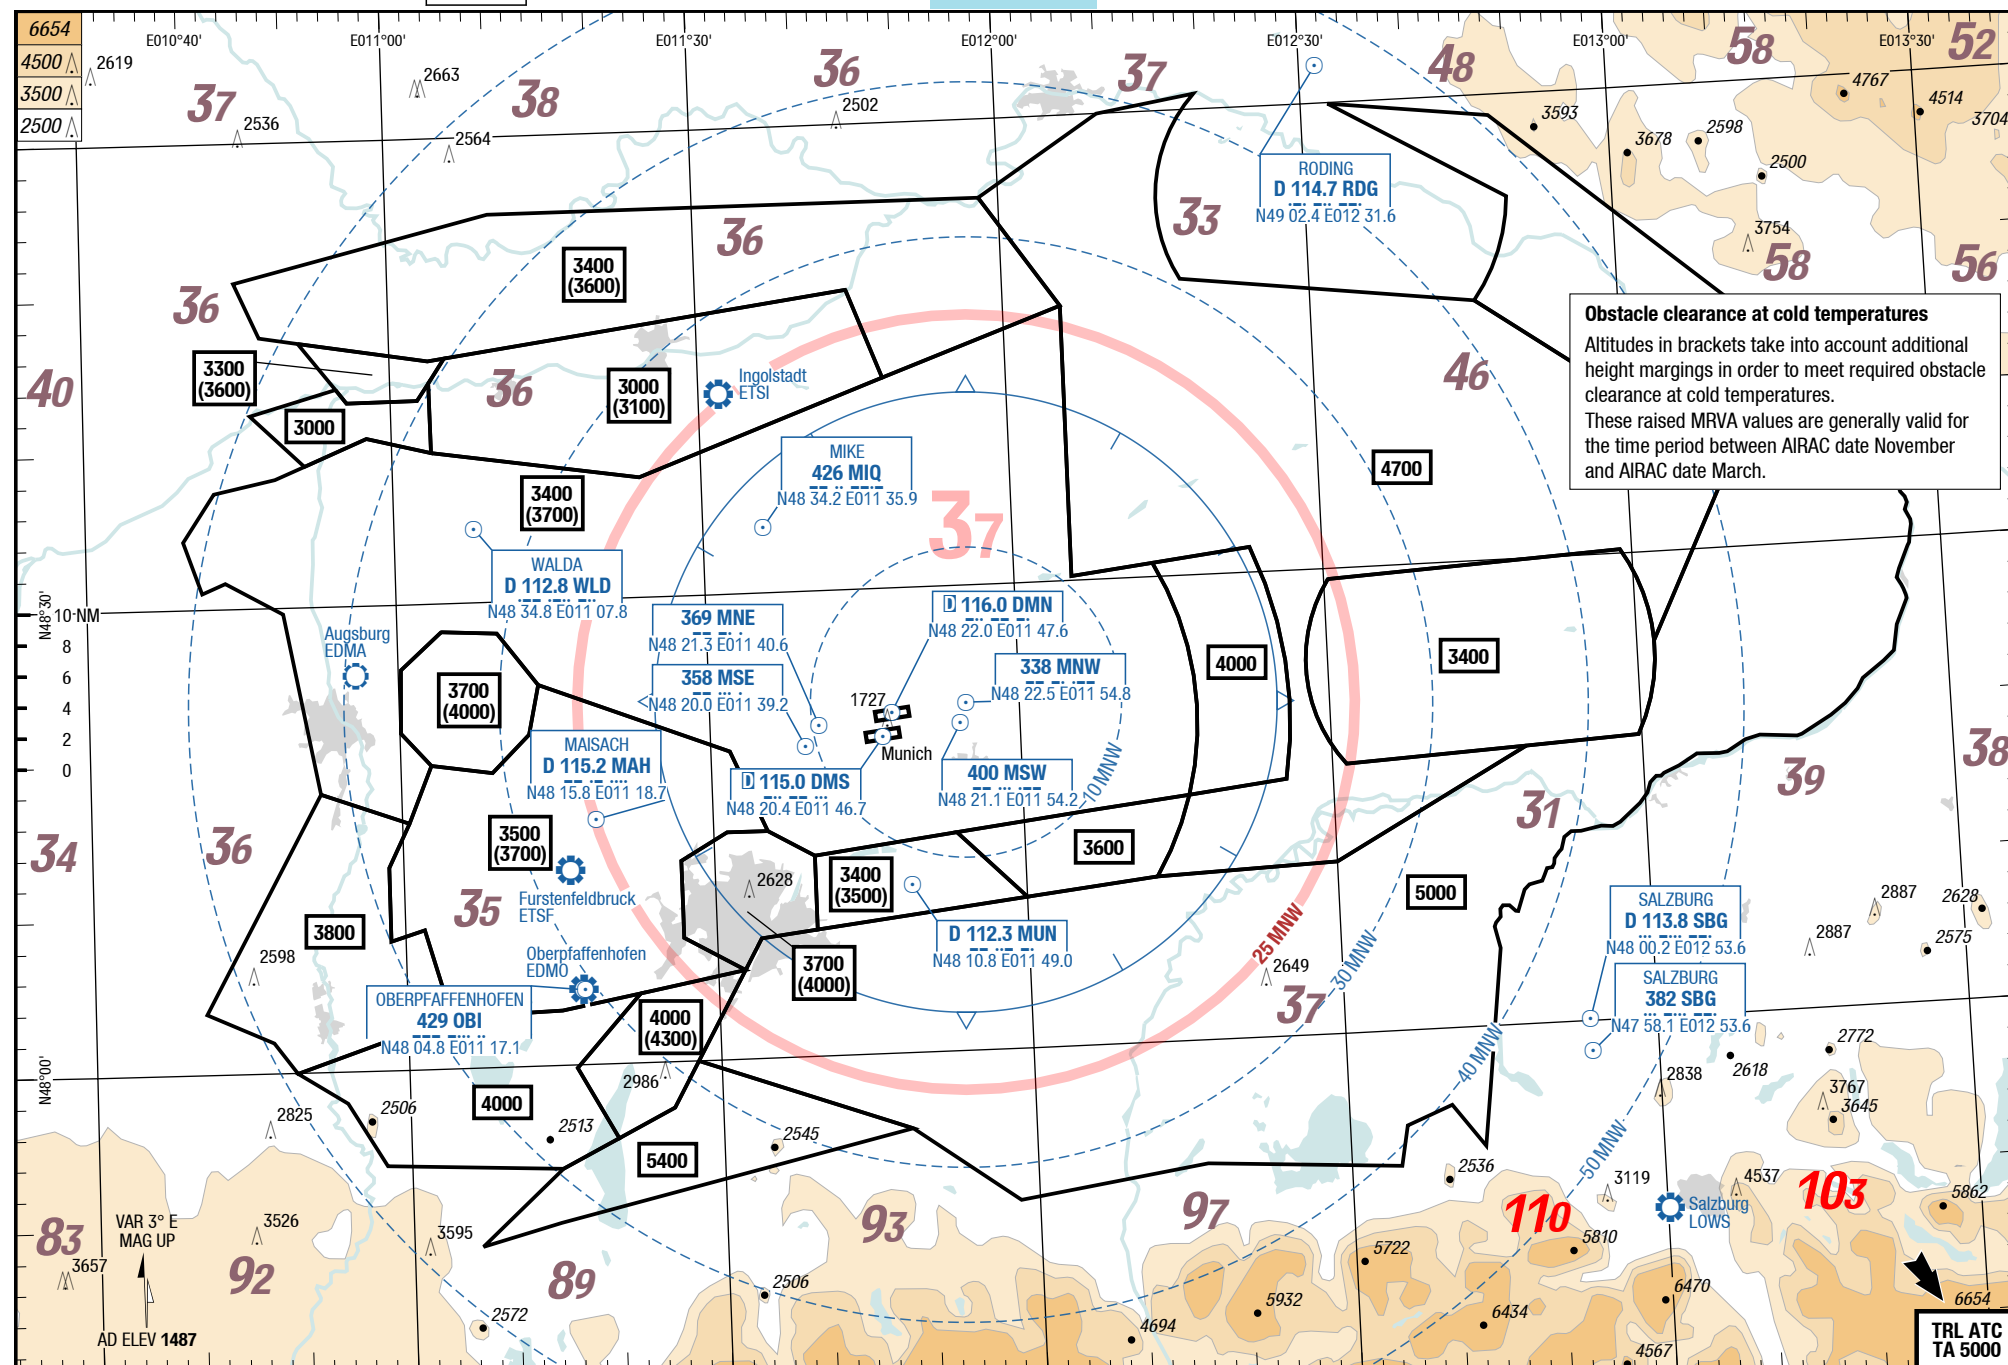 6654
4500
3500
2500
E010°40'
E011°00'
E011°30'
E012°00'
E012°30'
E013°00'
E013°30'
2619
2663
37
38
36
37
48
58
52
2536
2564
2502
3593
4767
4514
3704
3678
2598
2500
3754
58
56
RODING
D 114.7 RDG
N49 02.4 E012 31.6
33
36
36
3400
(3600)
3300
(3600)
40
36
3000
(3100)
3000
Ingolstadt
ETSI
46
Obstacle clearance at cold temperatures
Altitudes in brackets take into account additional
height margings in order to meet required obstacle
clearance at cold temperatures.
These raised MRVA values are generally valid for
the time period between AIRAC date November
and AIRAC date March.
MIKE
426 MIQ
N48 34.2 E011 35.9
4700
3400
(3700)
37
WALDA
D 112.8 WLD
N48 34.8 E011 07.8
N48°30'
10 NM
8
6
4
2
0
Augsburg
EDMA
369 MNE
N48 21.3 E011 40.6
358 MSE
N48 20.0 E011 39.2
D 116.0 DMN
N48 22.0 E011 47.6
338 MNW
N48 22.5 E011 54.8
4000
3400
3700
(4000)
1727
Munich
MAISACH
D 115.2 MAH
N48 15.8 E011 18.7
D 115.0 DMS
N48 20.4 E011 46.7
400 MSW
N48 21.1 E011 54.2
10 MNW
38
39
31
34
36
3500
(3700)
3600
3400
(3500)
2628
35
Furstenfeldbruck
ETSF
5000
3800
2598
Oberpfaffenhofen
EDMO
D 112.3 MUN
N48 10.8 E011 49.0
3700
(4000)
25 MNW
30 MNW
2649
37
SALZBURG
D 113.8 SBG
N48 00.2 E012 53.6
SALZBURG
382 SBG
N47 58.1 E012 53.6
2887
2628
2887
2575
OBERPFAFFENHOFEN
429 OBI
N48 04.8 E011 17.1
4000
(4300)
2986
40 MNW
2772
2618
2838
3767
3645
N48°00'
4000
2825
2506
2513
5400
2545
2536
50 MNW
3119
4537
Salzburg
LOWS
103
110
5862
83
VAR 3° E
MAG UP
3526
3595
3657
92
89
93
97
5722
5810
6470
2506
5932
6434
2572
4694
4567
AD ELEV 1487
6654
TRL ATC
TA 5000